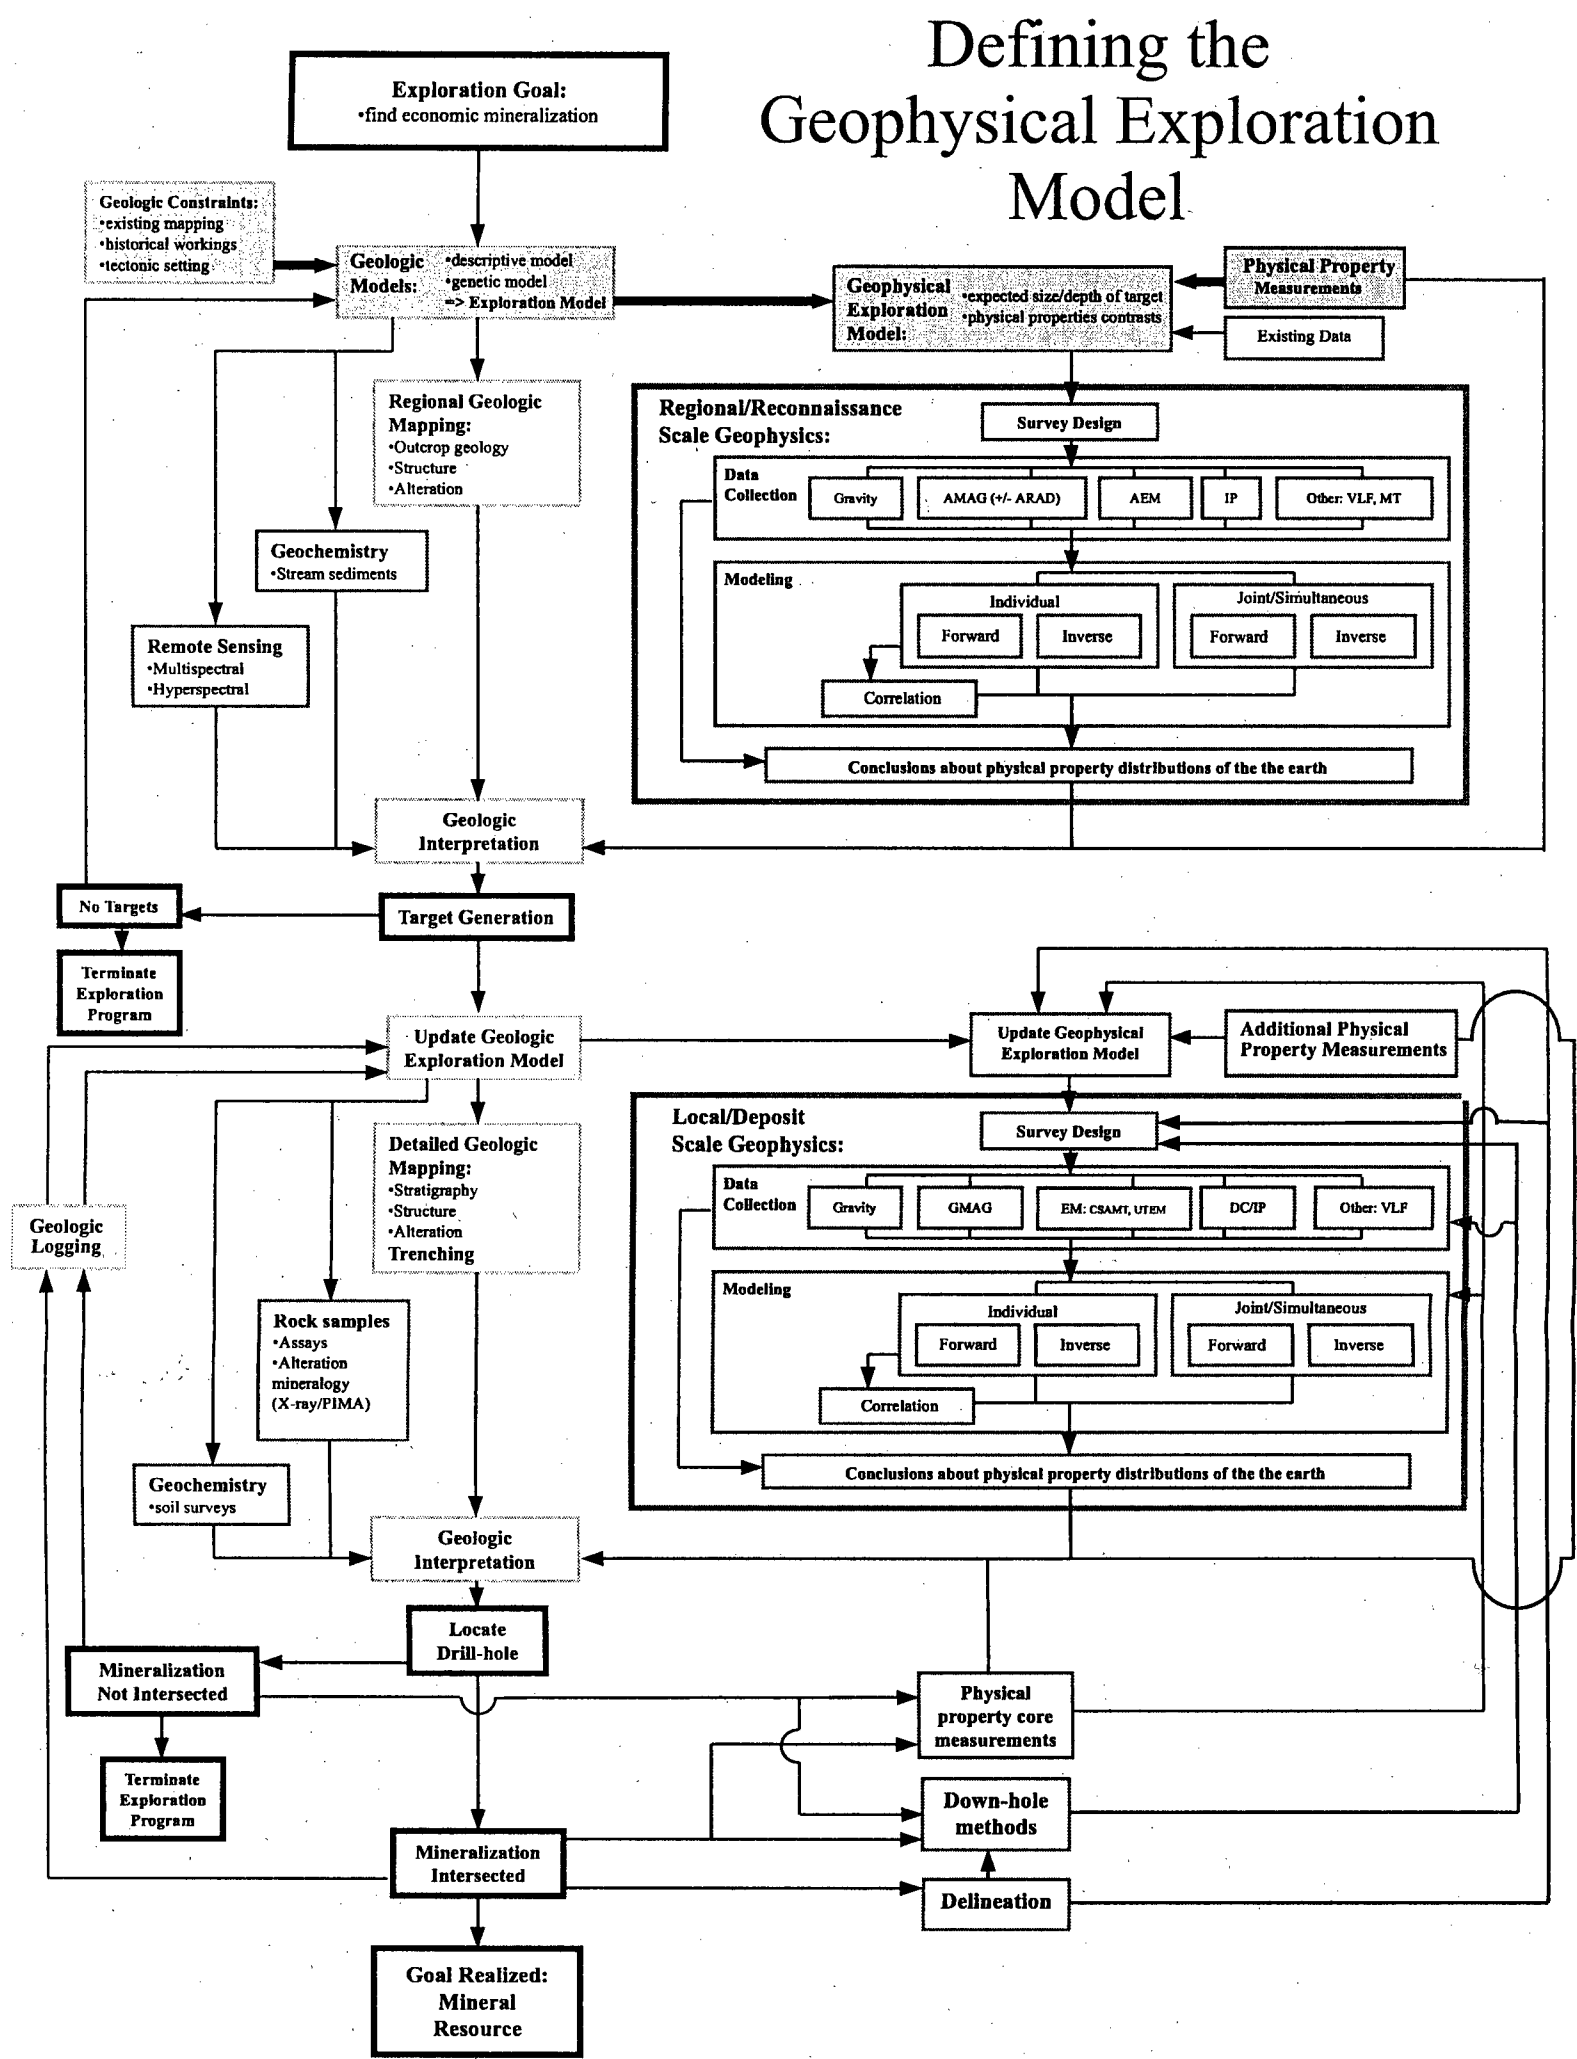 Defining the
Geophysical Exploration
Model
Exploration Goal:
•find economic mineralization
Geologic Constraints:
•existing mapping
•historical workings
•tectonic setting
Geologic
Models:
•descriptive model
•genetic model
=> Exploration Model
Geophysical
Exploration
Model:
•expected size/depth of target
•physical properties contrasts
Physical Property
Measurements
Existing Data
Regional Geologic
Mapping:
•Outcrop geology
•Structure
•Alteration
Geochemistry
•Stream sediments
Remote Sensing
•Multispectral
•Hyperspectral
Regional/Reconnaissance
Scale Geophysics:
Survey Design
Data
Collection
Gravity
AMAG (+/- ARAD)
AEM
IP
Other: VLF, MT
Modeling
Individual
Forward
Inverse
Joint/Simultaneous
Forward
Inverse
Correlation
Conclusions about physical property distributions of the the earth
Geologic
Interpretation
No Targets
Target Generation
Terminate
Exploration
Program
Update Geologic
Exploration Model
Update Geophysical
Exploration Model
Additional Physical
Property Measurements
Detailed Geologic
Mapping:
•Stratigraphy
•Structure
•Alteration
Trenching
Geologic
Logging
Rock samples
•Assays
•Alteration
mineralogy
(X-ray/PIMA)
Geochemistry
•soil surveys
Local/Deposit
Scale Geophysics:
Survey Design
Data
Collection
Gravity
GMAG
EM: CSAMT, UTEM
DC/IP
Other: VLF
Modeling
Individual
Forward
Inverse
Joint/Simultaneous
Forward
Inverse
Correlation
Conclusions about physical property distributions of the the earth
Geologic
Interpretation
Locate
Drill-hole
Mineralization
Not Intersected
Terminate
Exploration
Program
Physical
property core
measurements
Down-hole
methods
Mineralization
Intersected
Delineation
Goal Realized:
Mineral
Resource